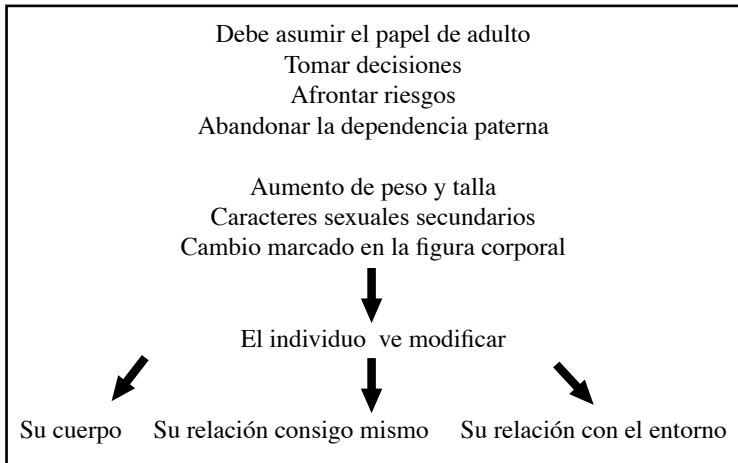 Debe asumir el papel de adulto
Tomar decisiones
Afrontar riesgos
Abandonar la dependencia paterna
Aumento de peso y talla
Caracteres sexuales secundarios
Cambio marcado en la figura corporal
El individuo ve modificar
Su cuerpo Su relación consigo mismo Su relación con el entorno